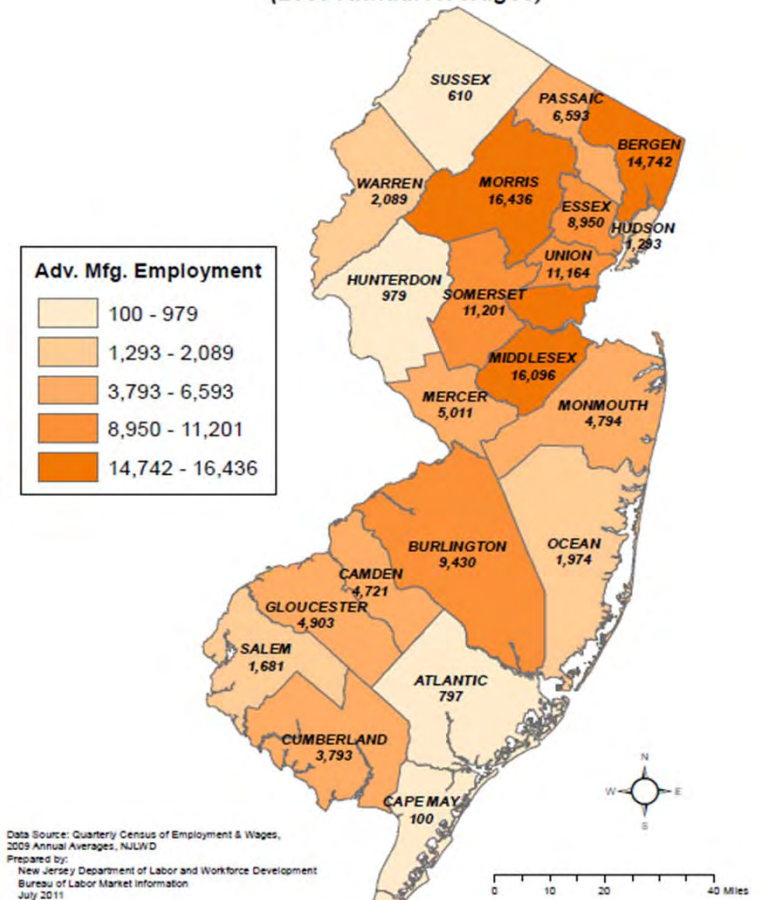 SUSSEX
610
PASSAIC
6,593
BERGEN
14,742
WARREN
2,089
MORRIS
16,436
ESSEX
8,950
HUDSON
1,293
UNION
11,164
HUNTERDON
979
SOMERSET
11,201
MIDDLESEX
16,096
MERCER
5,011
MONMOUTH
4,794
Adv. Mfg. Employment
100 - 979
1,293 - 2,089
3,793 - 6,593
8,950 - 11,201
14,742 - 16,436
BURLINGTON
9,430
OCEAN
1,974
CAMDEN
4,721
GLOUCESTER
4,903
SALEM
1,681
ATLANTIC
797
CUMBERLAND
3,793
CAPE MAY
100
N
W E
S
Data Source: Quarterly Census of Employment & Wages,
2009 Annual Averages, NJLWD
Prepared by:
New Jersey Department of Labor and Workforce Development
Bureau of Labor Market Information
July 2011
0 10 20 40 Miles